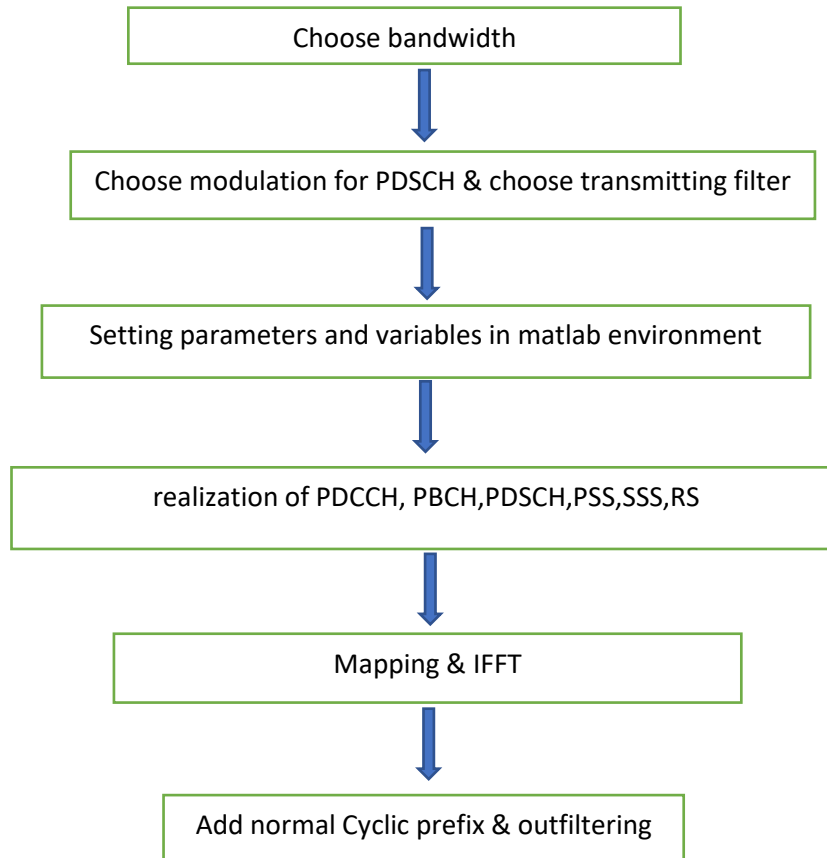 Choose bandwidth
Choose modulation for PDSCH & choose transmitting filter
Setting parameters and variables in matlab environment
realization of PDCCH, PBCH,PDSCH,PSS,SSS,RS
Mapping & IFFT
Add normal Cyclic prefix & outfiltering